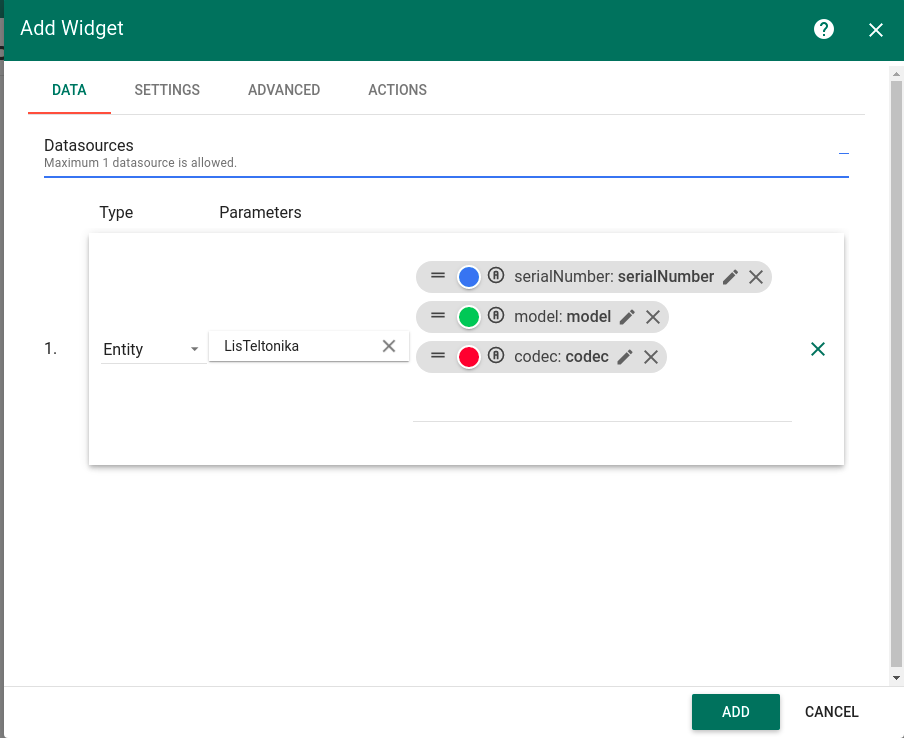 Add Widget
DATA SETTINGS ADVANCED ACTIONS
Datasources
Maximum 1 datasource is allowed.
Type Parameters
serialNumber: serialNumber
model: model
1. Entity LisTeltonika
codec: codec
ADD CANCEL